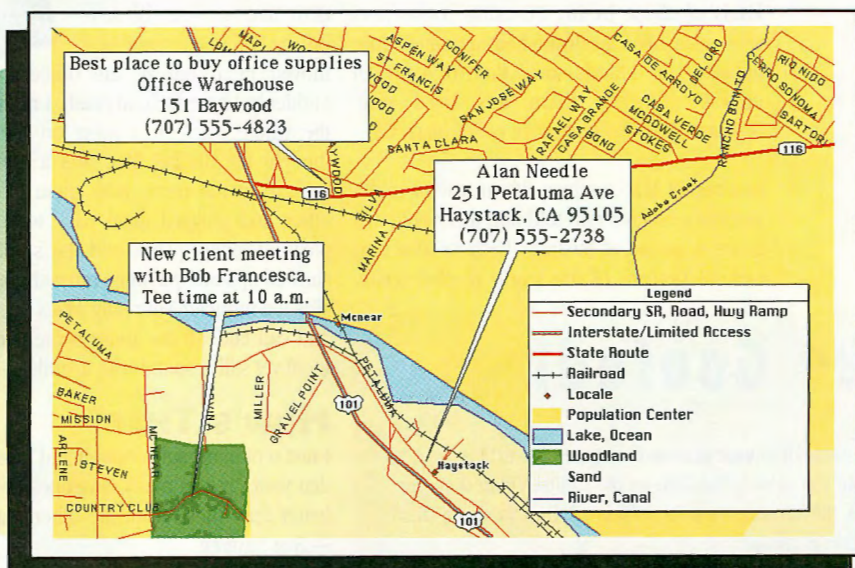 Best place to buy office supplies
Office Warehouse
151 Baywood
(707) 555-4823
ASPEN WAY
CONIFER
ST FRANCIS
SAN JOSE WAY
SANTA CLARA
RAFAEL WAY
CASA GRANDE
BOND
CASA DE ARROYO
DEL ORO
CASA VERDE
MCDOWELL
STOKES
RANCHO BONITO
RIO NIDO
CERRO SONOMA
SARTORI
116
116
SILVA
MARINA
Adobe Creek
Alan Needle
251 Petaluma Ave
Haystack, CA 95105
(707) 555-2738
New client meeting
with Bob Francesca.
Tee time at 10 a.m.
Mcnear
PETALUMA
PETALUMA
BAKER
MISSION
ARLENE
STEVEN
COUNTRY CLUB
MCNEAR
MILLER
GRAVEL POINT
101
101
Haystack
Legend
Secondary SR, Road, Hwy Ramp
Interstate/Limited Access
State Route
Railroad
Locale
Population Center
Lake, Ocean
Woodland
Sand
River, Canal